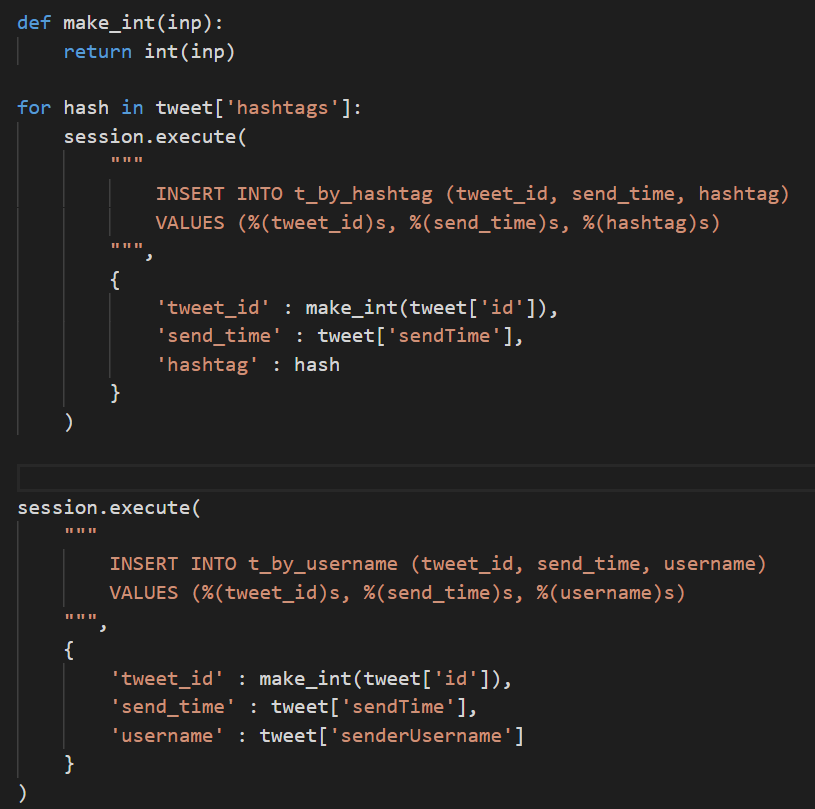 def make_int(inp):
    return int(inp)

for hash in tweet['hashtags']:
    session.execute(
        """
            INSERT INTO t_by_hashtag (tweet_id, send_time, hashtag)
            VALUES (%(tweet_id)s, %(send_time)s, %(hashtag)s)
        """,
        {
            'tweet_id' : make_int(tweet['id']),
            'send_time' : tweet['sendTime'],
            'hashtag' : hash
        }
    )

session.execute(
    """
        INSERT INTO t_by_username (tweet_id, send_time, username)
        VALUES (%(tweet_id)s, %(send_time)s, %(username)s)
    """,
    {
        'tweet_id' : make_int(tweet['id']),
        'send_time' : tweet['sendTime'],
        'username' : tweet['senderUsername']
    }
)